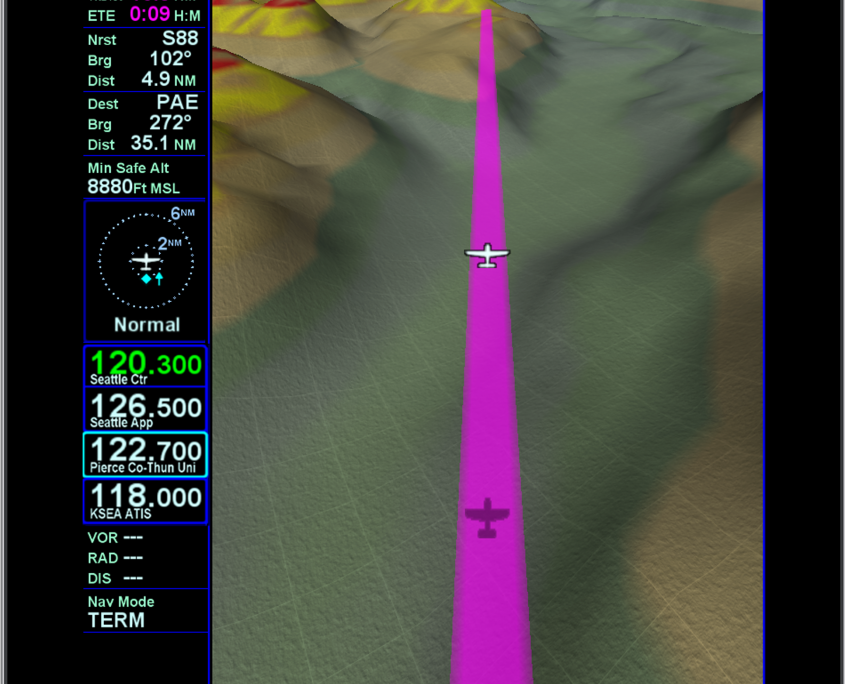 ETE 0:09 H:M
Nrst S88
Brg 102°
Dist 4.9 NM
Dest PAE
Brg 272°
Dist 35.1 NM
Min Safe Alt
8880Ft MSL
6NM
2NM
Normal
120.300
Seattle Ctr
126.500
Seattle App
122.700
Pierce Co-Thun Uni
118.000
KSEA ATIS
VOR ---
RAD ---
DIS ---
Nav Mode
TERM